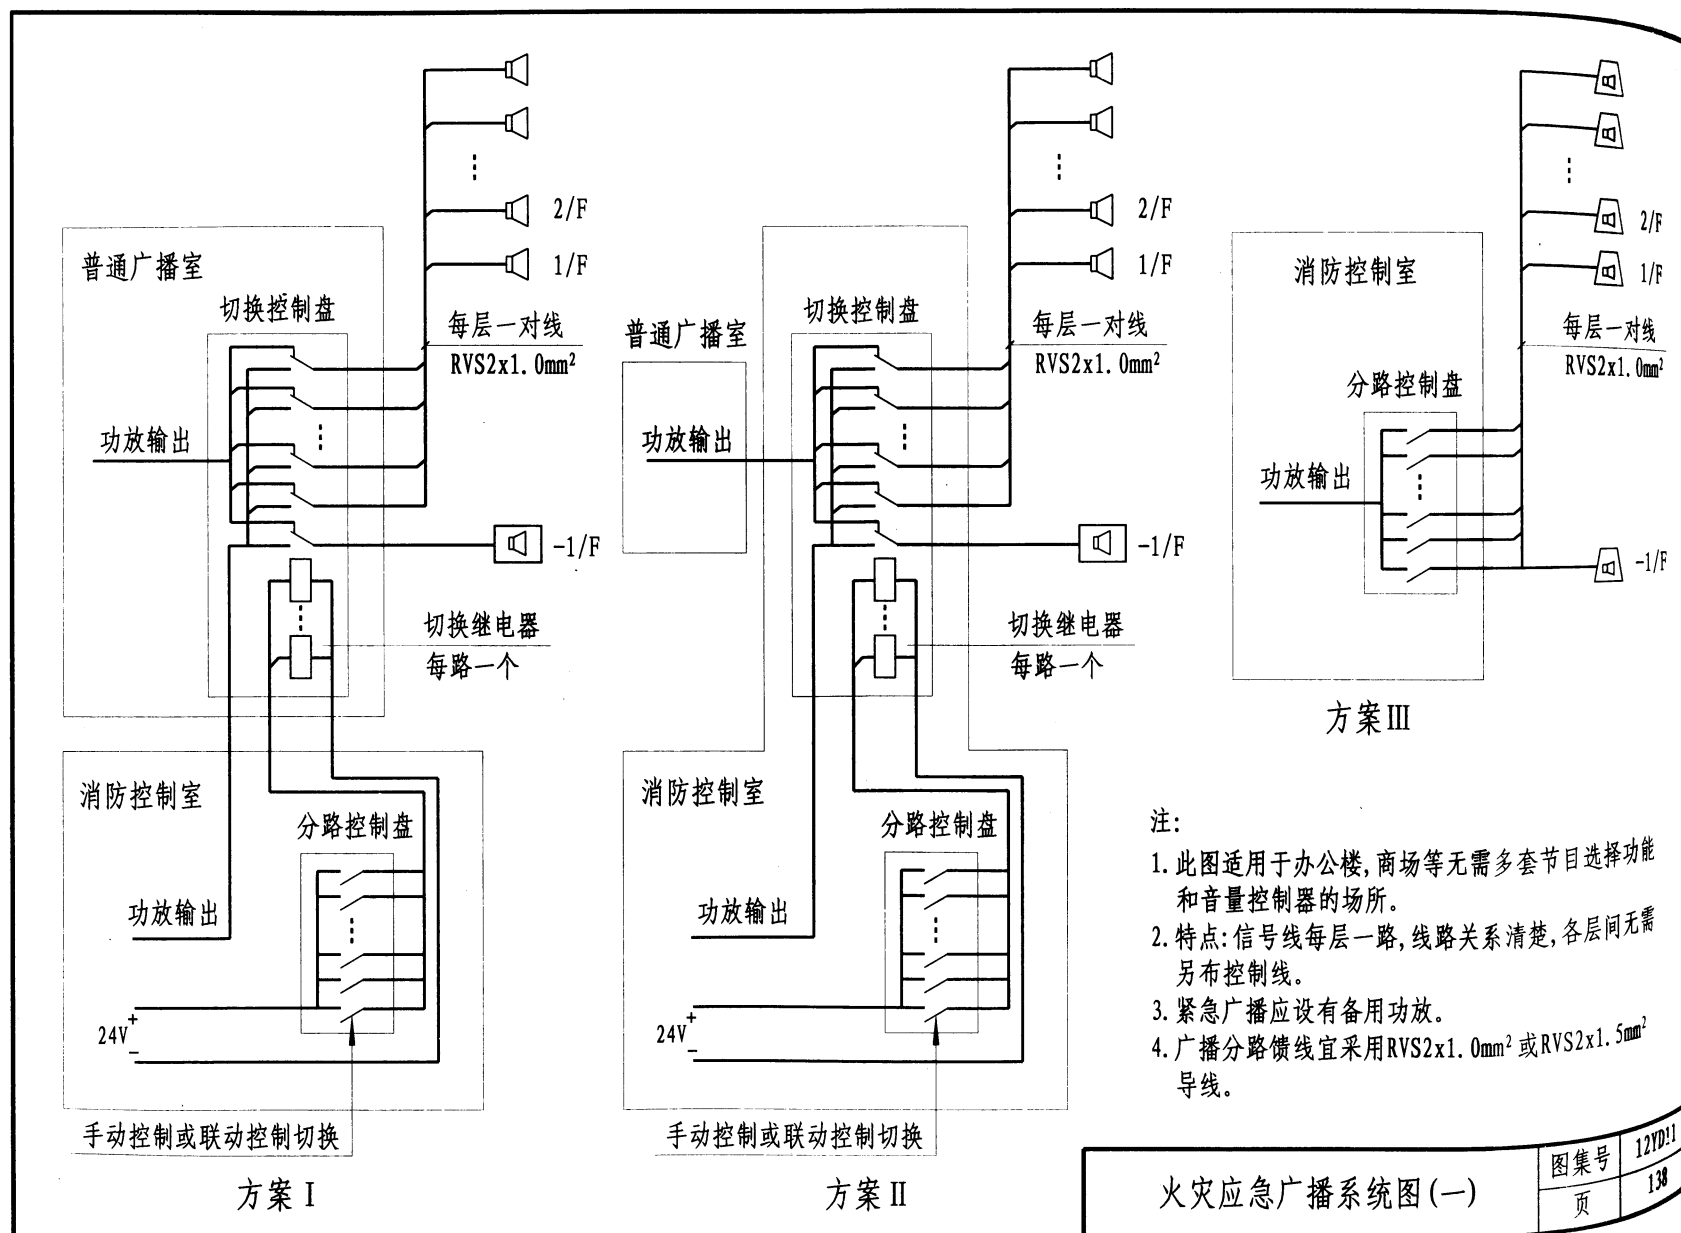 2/F
1/F
普通广播室
切换控制盘
每层一对线
RVS2x1.0mm²
功放输出
-1/F
切换继电器
每路一个
消防控制室
分路控制盘
功放输出
24V
+
−
手动控制或联动控制切换
方案Ⅰ
2/F
1/F
切换控制盘
普通广播室
每层一对线
RVS2x1.0mm²
功放输出
-1/F
切换继电器
每路一个
消防控制室
分路控制盘
功放输出
24V
+
−
手动控制或联动控制切换
方案Ⅱ
2/F
1/F
消防控制室
每层一对线
RVS2x1.0mm²
分路控制盘
功放输出
-1/F
方案Ⅲ
注:
1.此图适用于办公楼,商场等无需多套节目选择功能
和音量控制器的场所。
2.特点:信号线每层一路,线路关系清楚,各层间无需
另布控制线。
3.紧急广播应设有备用功放。
4.广播分路馈线宜采用RVS2x1.0mm²或RVS2x1.5mm²
导线。
火灾应急广播系统图(一)
图集号
12YD11
页
138